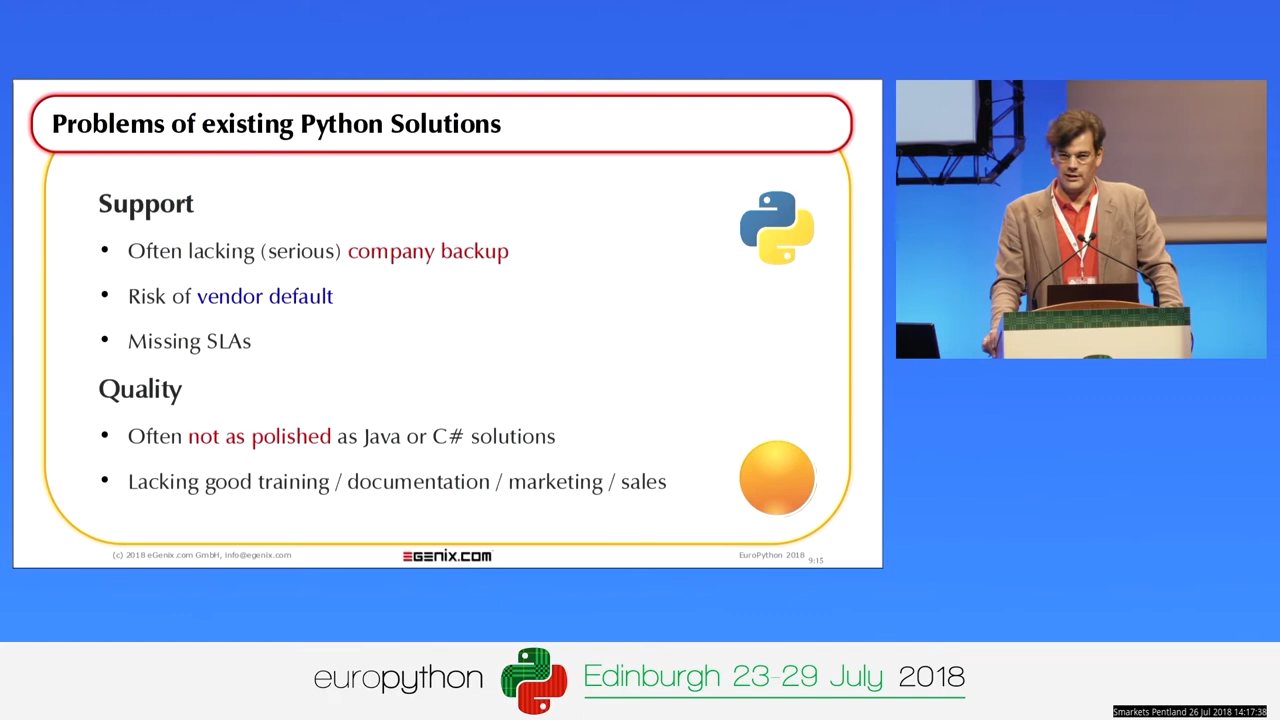 Problems of existing Python Solutions
Support
• Often lacking (serious) company backup
• Risk of vendor default
• Missing SLAs
Quality
• Often not as polished as Java or C# solutions
• Lacking good training / documentation / marketing / sales
(c) 2018 eGenix.com GmbH, info@egenix.com
EGENIX.COM
EuroPython 2018
9:15
europython
Edinburgh 23-29 July 2018
Smarkets Pentland 26 Jul 2018 14:17:38